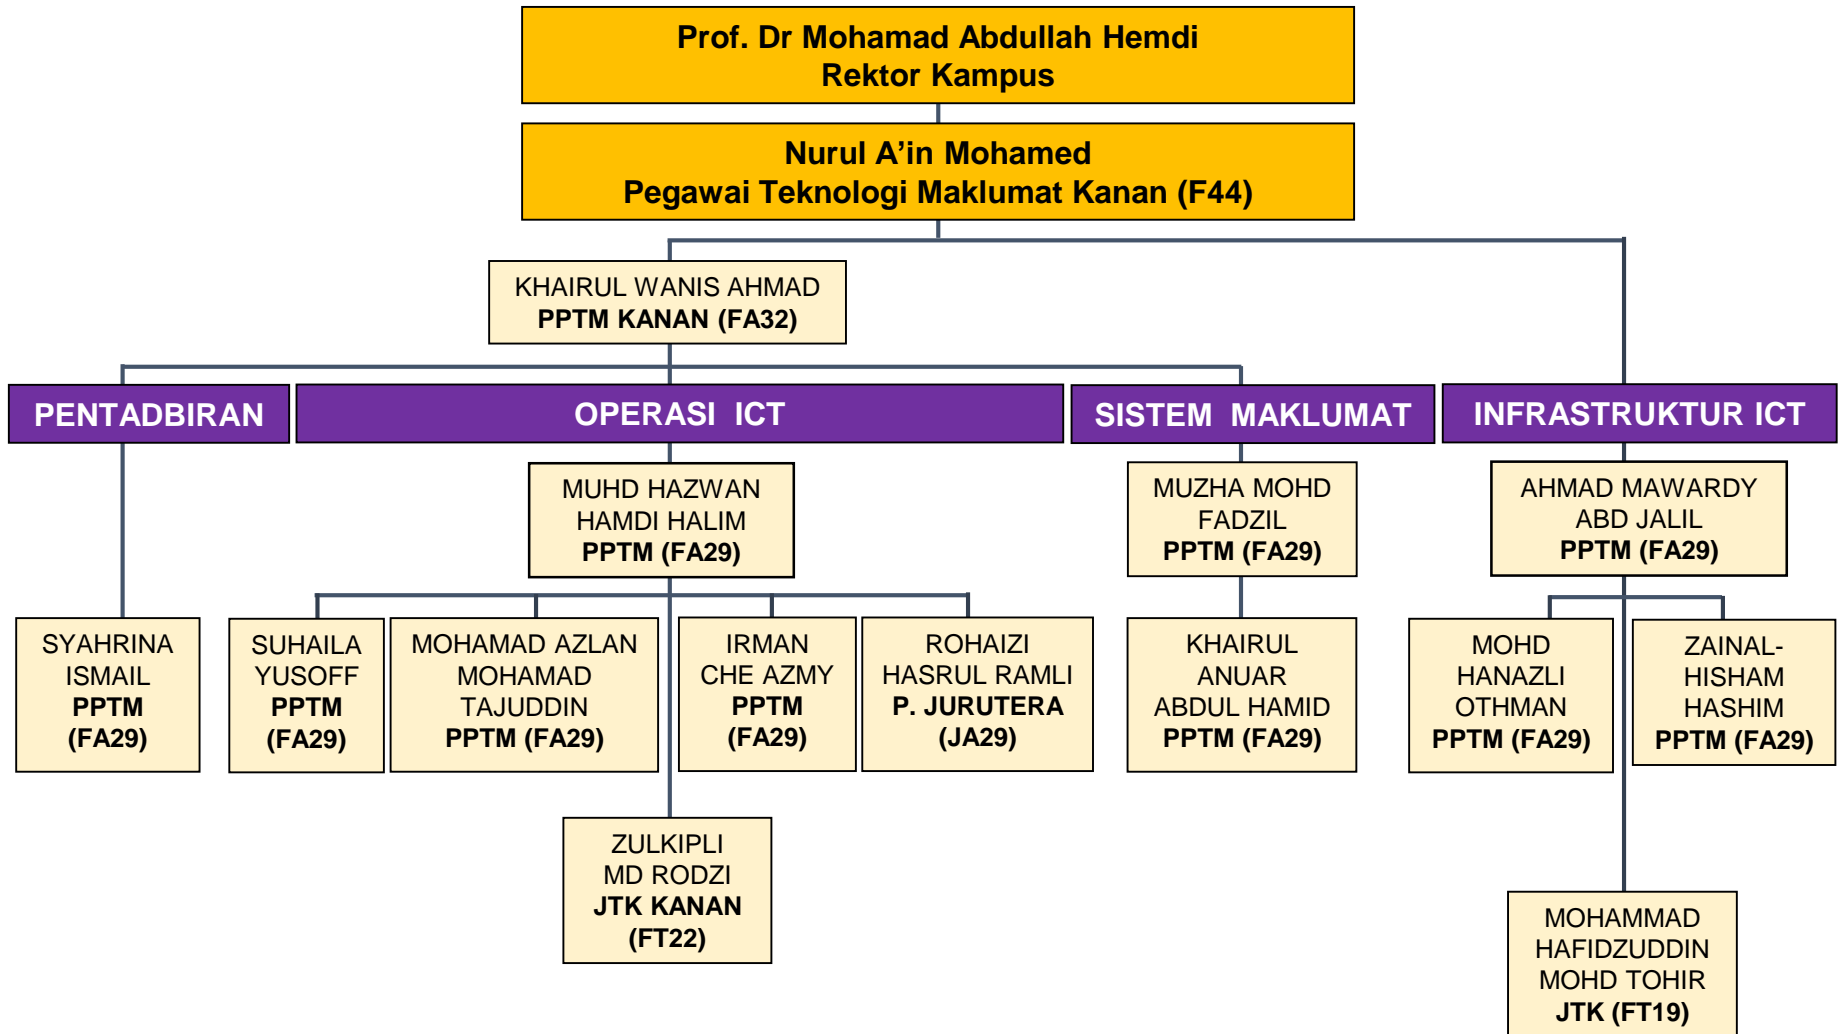 Prof. Dr Mohamad Abdullah Hemdi
Rektor Kampus
Nurul A’in Mohamed
Pegawai Teknologi Maklumat Kanan (F44)
KHAIRUL WANIS AHMAD
PPTM KANAN (FA32)
PENTADBIRAN
OPERASI ICT
SISTEM MAKLUMAT
INFRASTRUKTUR ICT
MUHD HAZWAN
HAMDI HALIM
PPTM (FA29)
MUZHA MOHD
FADZIL
PPTM (FA29)
AHMAD MAWARDY
ABD JALIL
PPTM (FA29)
SYAHRINA
ISMAIL
PPTM
(FA29)
SUHAILA
YUSOFF
PPTM
(FA29)
MOHAMAD AZLAN
MOHAMAD
TAJUDDIN
PPTM (FA29)
IRMAN
CHE AZMY
PPTM
(FA29)
ROHAIZI
HASRUL RAMLI
P. JURUTERA
(JA29)
KHAIRUL
ANUAR
ABDUL HAMID
PPTM (FA29)
MOHD
HANAZLI
OTHMAN
PPTM (FA29)
ZAINAL-
HISHAM
HASHIM
PPTM (FA29)
ZULKIPLI
MD RODZI
JTK KANAN
(FT22)
MOHAMMAD
HAFIDZUDDIN
MOHD TOHIR
JTK (FT19)